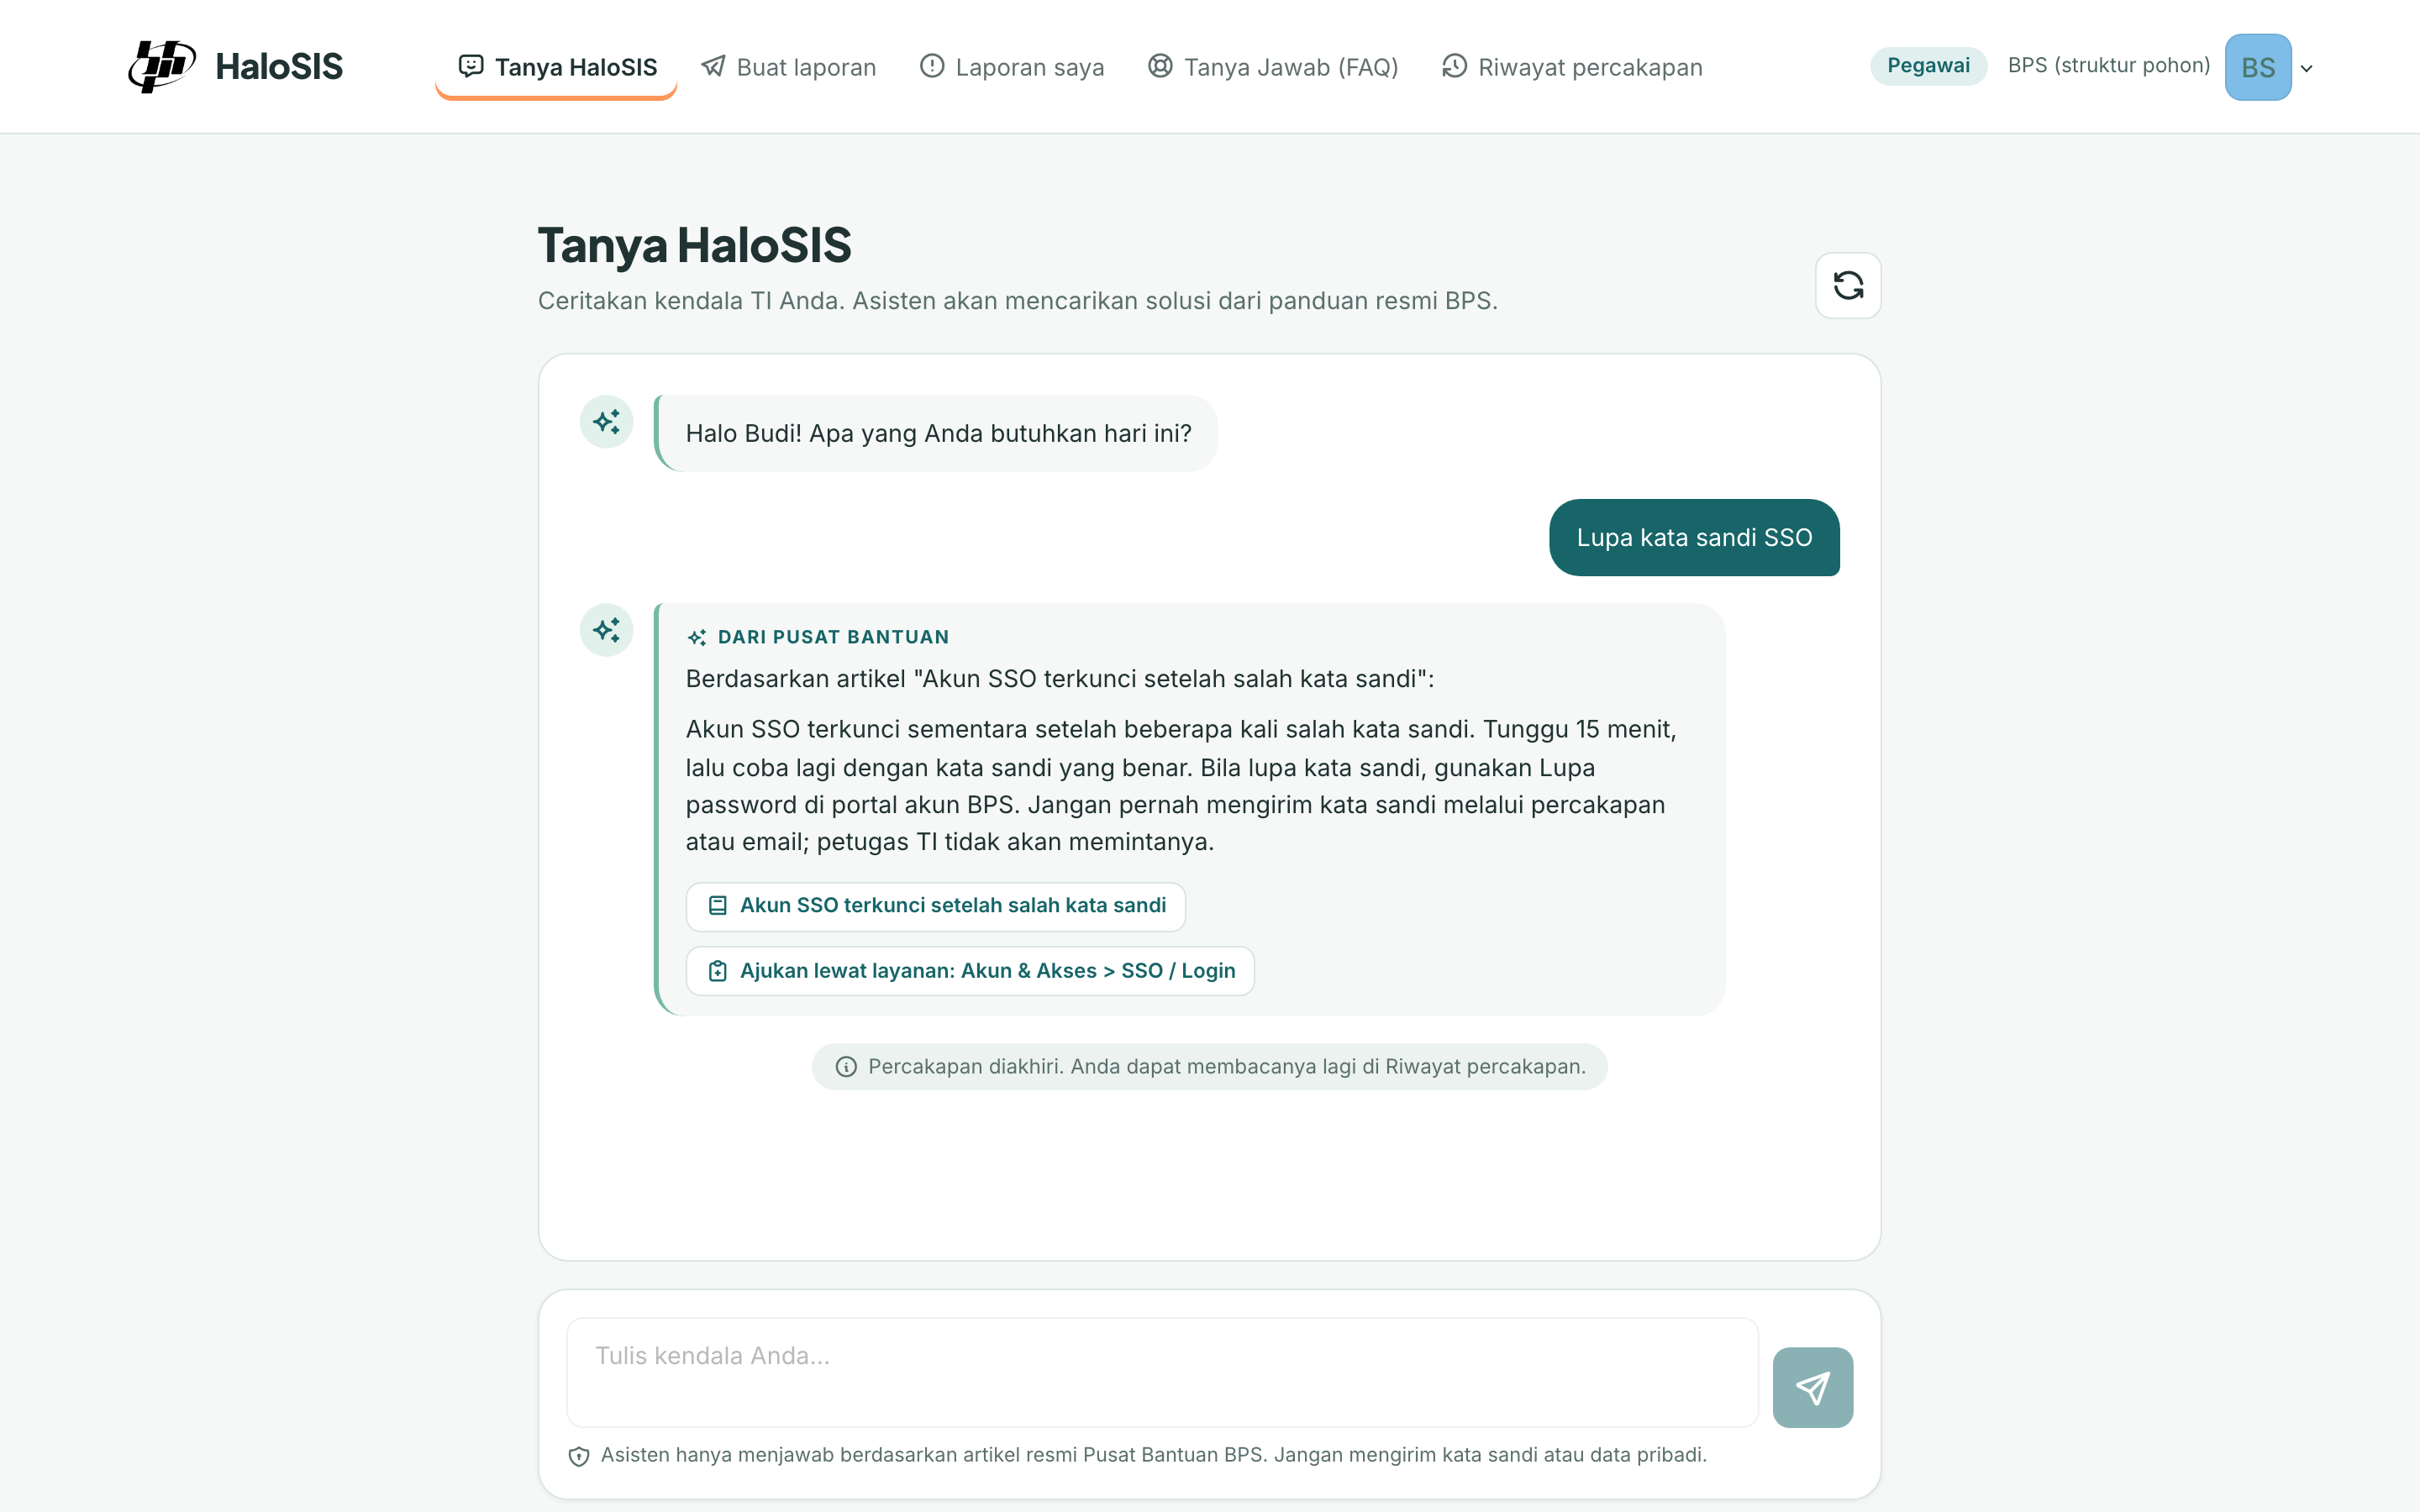 HaloSIS
Tanya HaloSIS
Buat laporan
Laporan saya
Tanya Jawab (FAQ)
Riwayat percakapan
Pegawai
BPS (struktur pohon)
BS
Tanya HaloSIS
Ceritakan kendala TI Anda. Asisten akan mencarikan solusi dari panduan resmi BPS.
Halo Budi! Apa yang Anda butuhkan hari ini?
Lupa kata sandi SSO
DARI PUSAT BANTUAN
Berdasarkan artikel "Akun SSO terkunci setelah salah kata sandi":
Akun SSO terkunci sementara setelah beberapa kali salah kata sandi. Tunggu 15 menit,
lalu coba lagi dengan kata sandi yang benar. Bila lupa kata sandi, gunakan Lupa
password di portal akun BPS. Jangan pernah mengirim kata sandi melalui percakapan
atau email; petugas TI tidak akan memintanya.
Akun SSO terkunci setelah salah kata sandi
Ajukan lewat layanan: Akun & Akses > SSO / Login
Percakapan diakhiri. Anda dapat membacanya lagi di Riwayat percakapan.
Tulis kendala Anda...
Asisten hanya menjawab berdasarkan artikel resmi Pusat Bantuan BPS. Jangan mengirim kata sandi atau data pribadi.